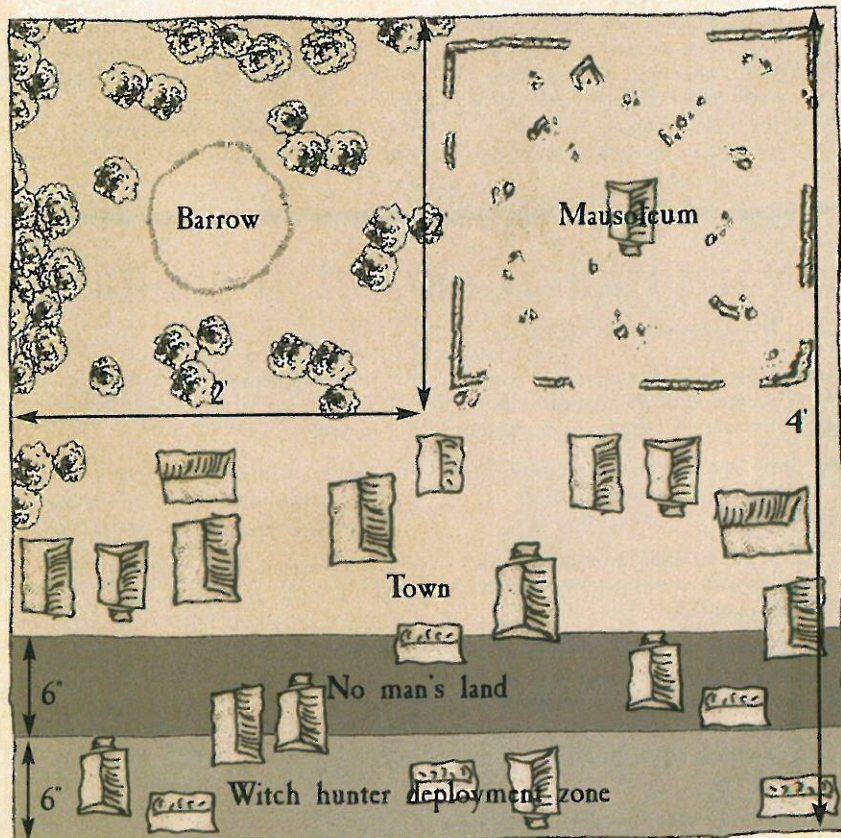 Barrow
Mausoleum
2'
2'
4'
Town
6"
No man's land
6"
Witch hunter deployment zone